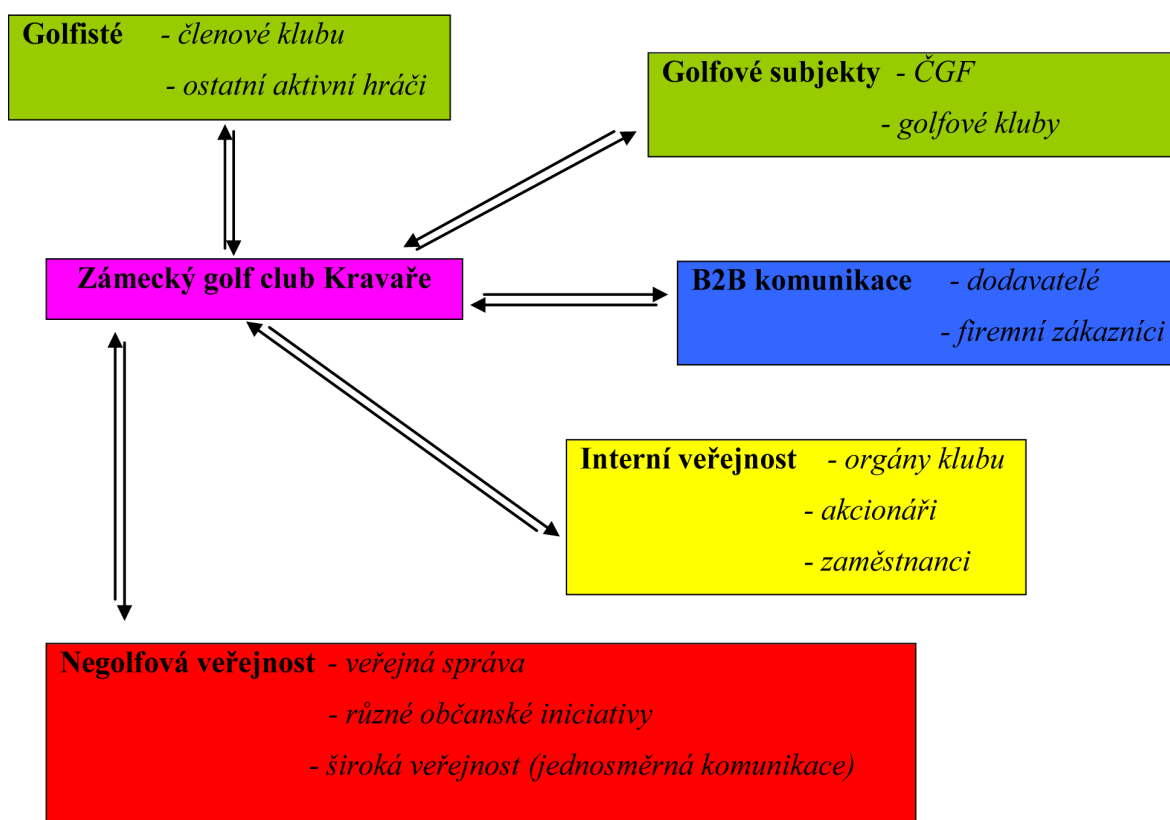 Golfisté - členové klubu
- ostatní aktivní hráči
Golfové subjekty - ČGF
- golfové kluby
Zámecký golf club Kravaře
B2B komunikace - dodavatelé
- firemní zákazníci
Interní veřejnost - orgány klubu
- akcionáři
- zaměstnanci
Negolfová veřejnost - veřejná správa
- různé občanské iniciativy
- široká veřejnost (jednosměrná komunikace)